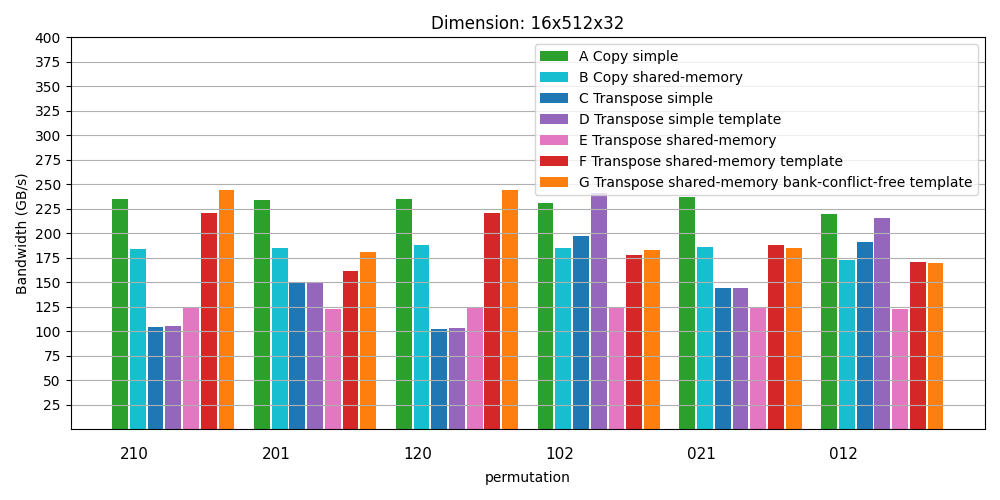 Dimension: 16x512x32
400
375
350
325
300
275
250
225
200
175
150
125
100
75
50
25
Bandwidth (GB/s)
A Copy simple
B Copy shared-memory
C Transpose simple
D Transpose simple template
E Transpose shared-memory
F Transpose shared-memory template
G Transpose shared-memory bank-conflict-free template
210 201 120 102 021 012
permutation